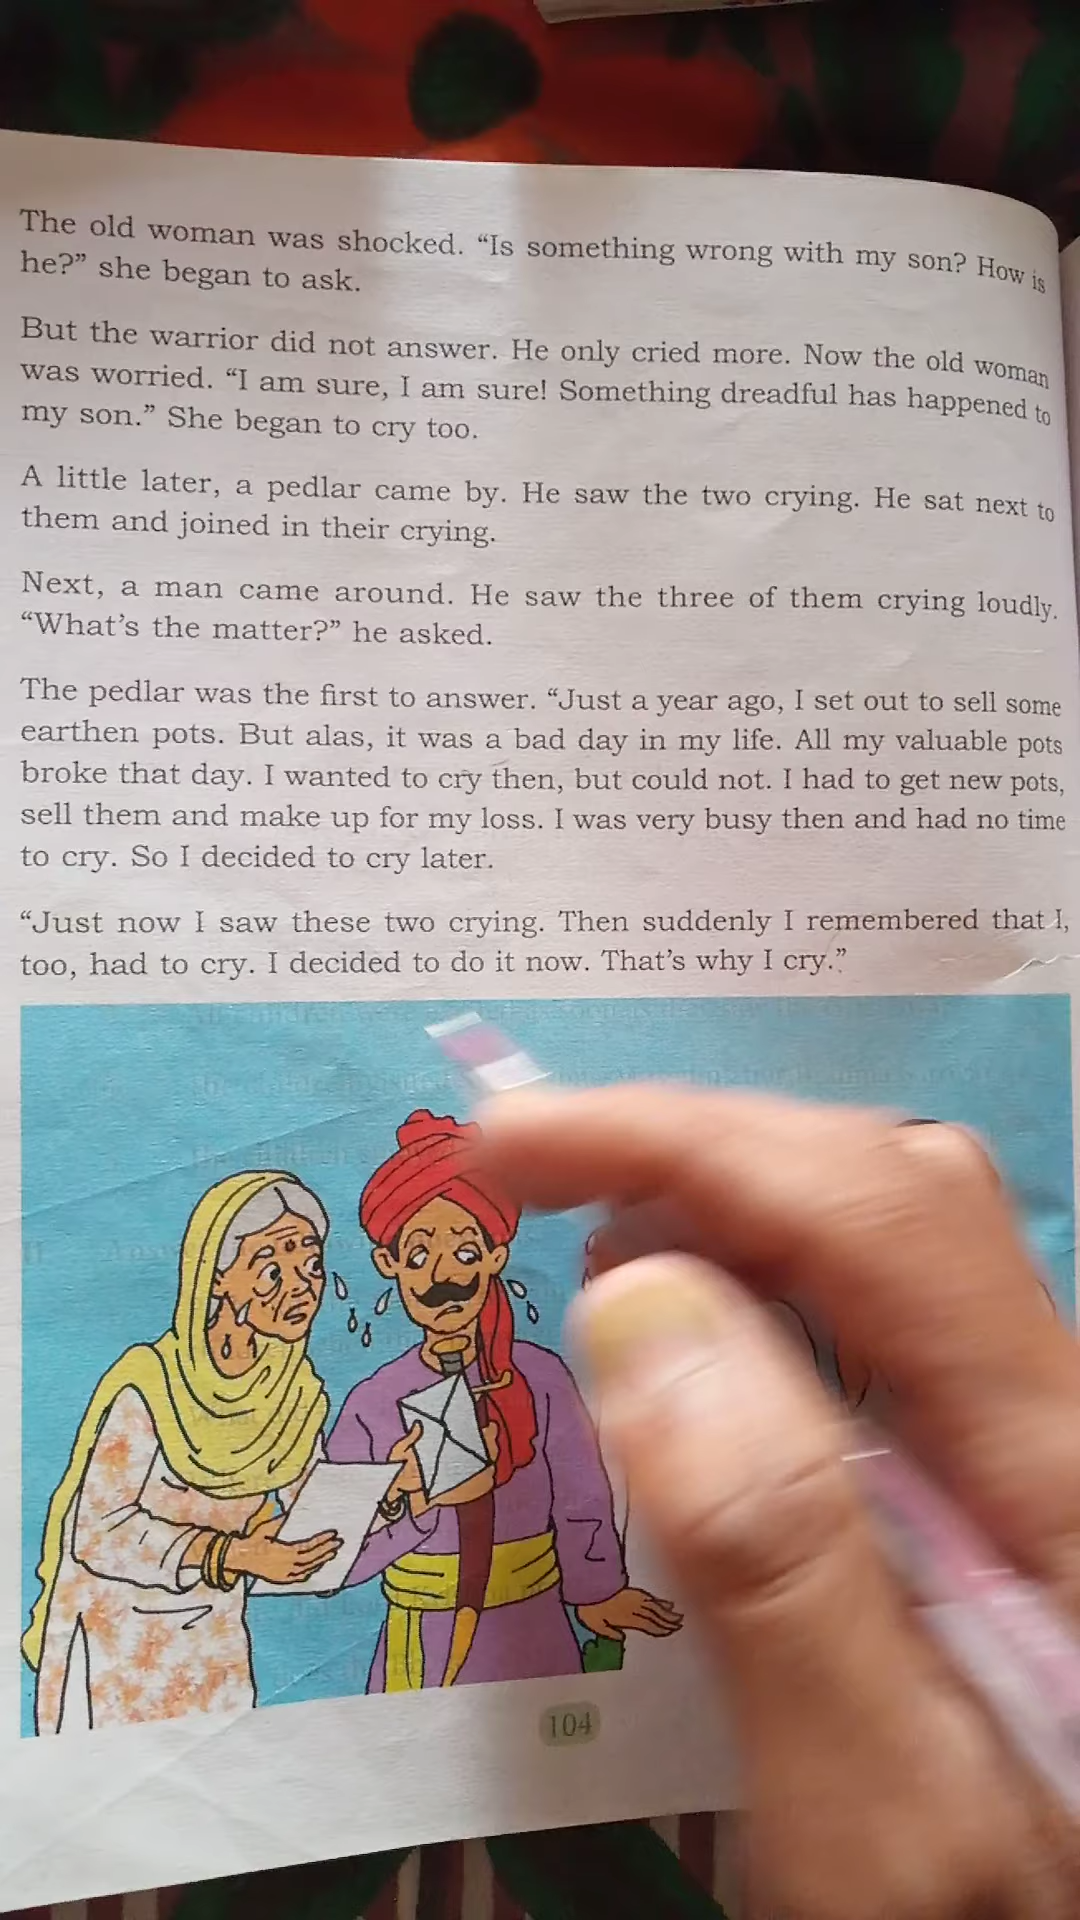 The old woman was shocked. “Is something wrong with my son? How is
he?” she began to ask.
But the warrior did not answer. He only cried more. Now the old woman
was worried. “I am sure, I am sure! Something dreadful has happened to
my son.” She began to cry too.
A little later, a pedlar came by. He saw the two crying. He sat next to
them and joined in their crying.
Next, a man came around. He saw the three of them crying loudly.
“What’s the matter?” he asked.
The pedlar was the first to answer. “Just a year ago, I set out to sell some
earthen pots. But alas, it was a bad day in my life. All my valuable pots
broke that day. I wanted to cry then, but could not. I had to get new pots,
sell them and make up for my loss. I was very busy then and had no time
to cry. So I decided to cry later.
“Just now I saw these two crying. Then suddenly I remembered that I,
too, had to cry. I decided to do it now. That’s why I cry.”
104